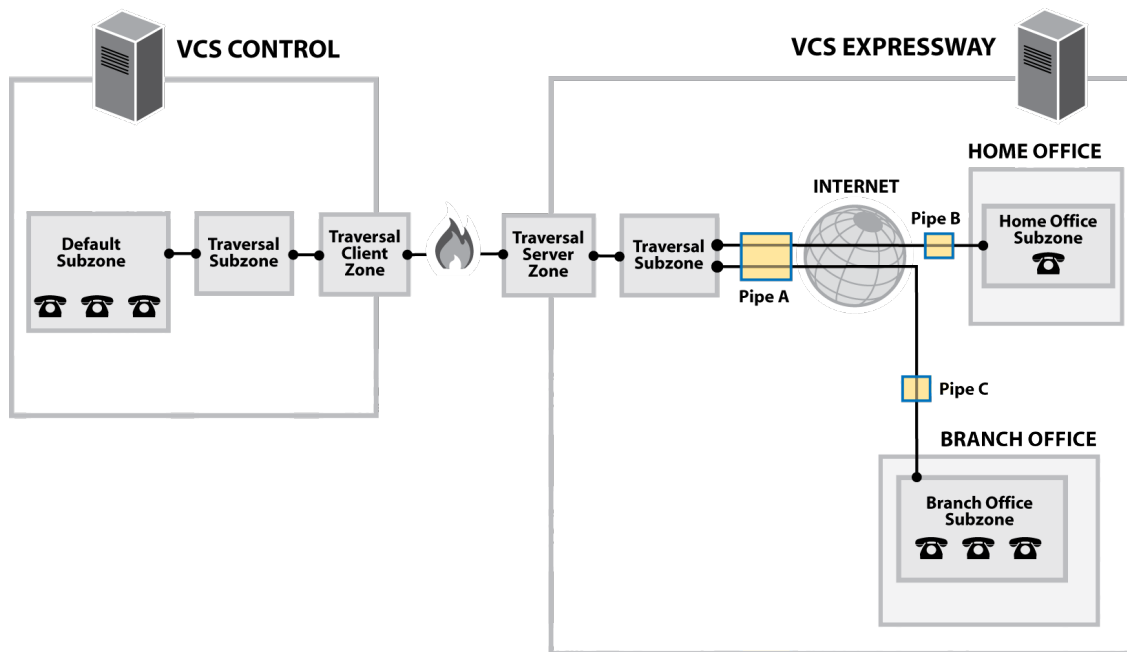 VCS CONTROL
VCS EXPRESSWAY
HOME OFFICE
INTERNET
Pipe B
Home Office
Subzone
Default
Subzone
Traversal
Subzone
Traversal
Client
Zone
Traversal
Server
Zone
Traversal
Subzone
Pipe A
Pipe C
BRANCH OFFICE
Branch Office
Subzone